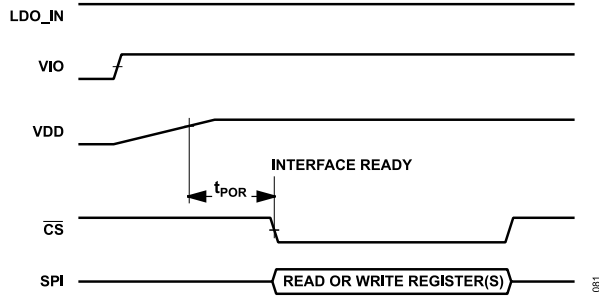 LDO_IN
VIO
VDD
INTERFACE READY
tPOR
CS
SPI
READ OR WRITE REGISTER(S)
081